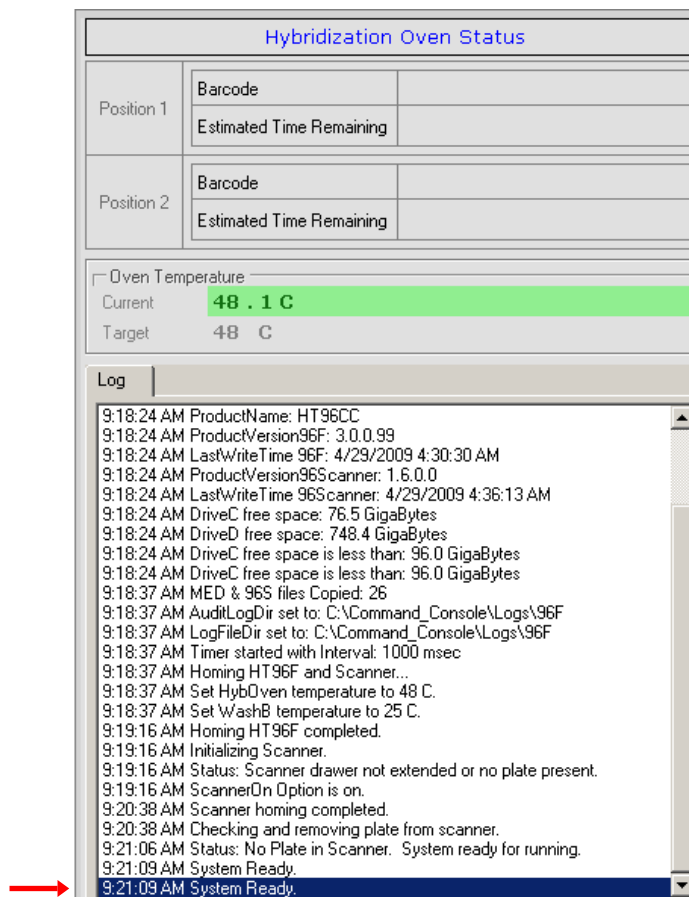 Hybridization Oven Status
Position 1
Barcode
Estimated Time Remaining
Position 2
Barcode
Estimated Time Remaining
Oven Temperature
Current 48 . 1 C
Target 48 C
Log
9:18:24 AM ProductName: HT96CC
9:18:24 AM ProductVersion96F: 3.0.0.99
9:18:24 AM LastWriteTime 96F: 4/29/2009 4:30:30 AM
9:18:24 AM ProductVersion96Scanner: 1.6.0.0
9:18:24 AM LastWriteTime 96Scanner: 4/29/2009 4:36:13 AM
9:18:24 AM DriveC free space: 76.5 GigaBytes
9:18:24 AM DriveD free space: 748.4 GigaBytes
9:18:24 AM DriveC free space is less than: 96.0 GigaBytes
9:18:24 AM DriveC free space is less than: 96.0 GigaBytes
9:18:37 AM MED & 96S files Copied: 26
9:18:37 AM AuditLogDir set to: C:\Command_Console\Logs\96F
9:18:37 AM LogFileDir set to: C:\Command_Console\Logs\96F
9:18:37 AM Timer started with Interval: 1000 msec
9:18:37 AM Homing HT96F and Scanner...
9:18:37 AM Set HybOven temperature to 48 C.
9:18:37 AM Set WashB temperature to 25 C.
9:19:16 AM Homing HT96F completed.
9:19:16 AM Initializing Scanner.
9:19:16 AM Status: Scanner drawer not extended or no plate present.
9:19:16 AM ScannerOn Option is on.
9:20:38 AM Scanner homing completed.
9:20:38 AM Checking and removing plate from scanner.
9:21:06 AM Status: No Plate in Scanner.  System ready for running.
9:21:09 AM System Ready.
9:21:09 AM System Ready.